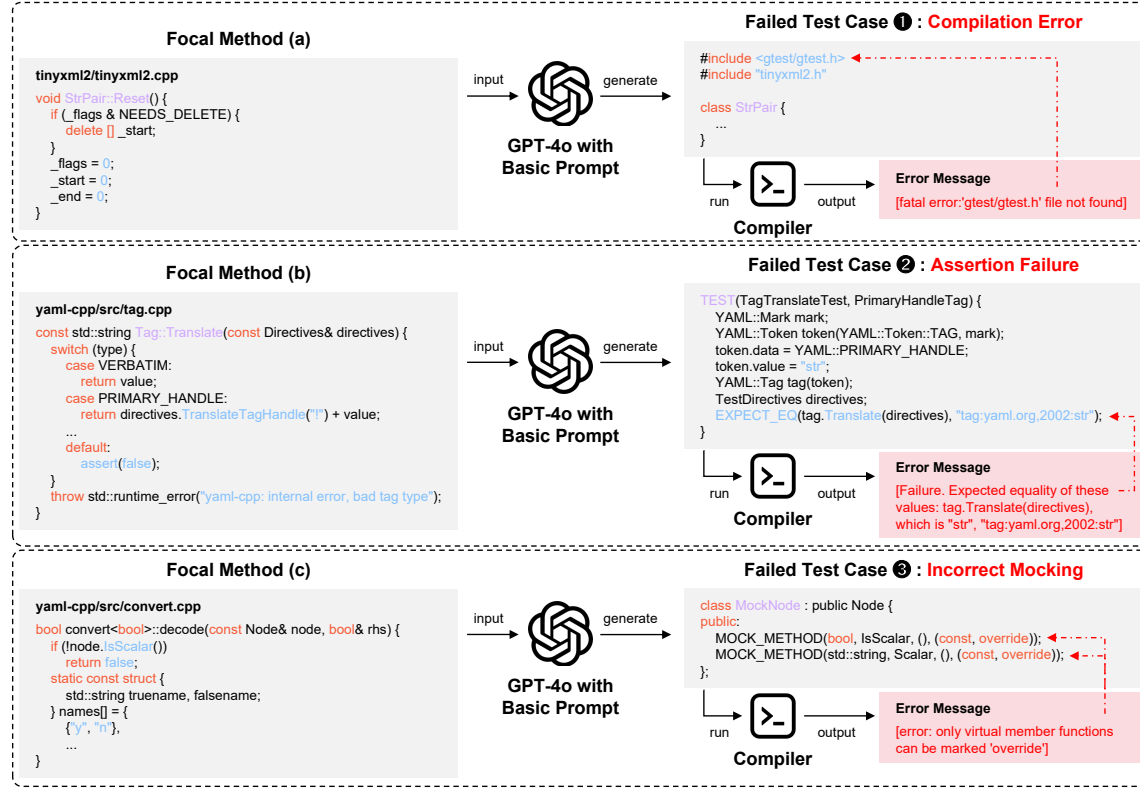 Focal Method (a)
tinyxml2/tinyxml2.cpp
void StrPair::Reset() {
if (_flags & NEEDS_DELETE) {
delete [] _start;
}
_flags = 0;
_start = 0;
_end = 0;
}
input
generate
GPT-4o with
Basic Prompt
Failed Test Case ❶ : Compilation Error
#include <gtest/gtest.h>
#include "tinyxml2.h"
class StrPair {
...
}
run
output
Compiler
Error Message
[fatal error:'gtest/gtest.h' file not found]
Focal Method (b)
yaml-cpp/src/tag.cpp
const std::string Tag::Translate(const Directives& directives) {
switch (type) {
case VERBATIM:
return value;
case PRIMARY_HANDLE:
return directives.TranslateTagHandle("!") + value;
...
default:
assert(false);
}
throw std::runtime_error("yaml-cpp: internal error, bad tag type");
}
input
generate
GPT-4o with
Basic Prompt
Failed Test Case ❷ : Assertion Failure
TEST(TagTranslateTest, PrimaryHandleTag) {
YAML::Mark mark;
YAML::Token token(YAML::Token::TAG, mark);
token.data = YAML::PRIMARY_HANDLE;
token.value = "str";
YAML::Tag tag(token);
TestDirectives directives;
EXPECT_EQ(tag.Translate(directives), "tag:yaml.org,2002:str");
}
run
output
Compiler
Error Message
[Failure. Expected equality of these
values: tag.Translate(directives),
which is "str", "tag:yaml.org,2002:str"]
Focal Method (c)
yaml-cpp/src/convert.cpp
bool convert<bool>::decode(const Node& node, bool& rhs) {
if (!node.IsScalar())
return false;
static const struct {
std::string truename, falsename;
} names[] = {
{"y", "n"},
...
}
input
generate
GPT-4o with
Basic Prompt
Failed Test Case ❸ : Incorrect Mocking
class MockNode : public Node {
public:
MOCK_METHOD(bool, IsScalar, (), (const, override));
MOCK_METHOD(std::string, Scalar, (), (const, override));
};
run
output
Compiler
Error Message
[error: only virtual member functions
can be marked 'override']